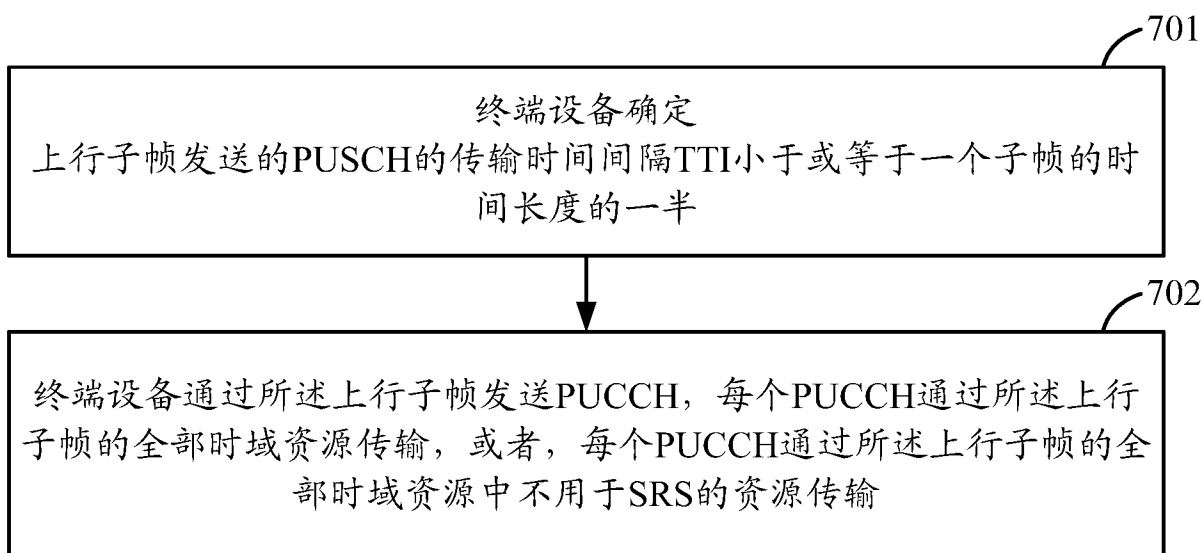 701
终端设备确定
上行子帧发送的PUSCH的传输时间间隔TTI小于或等于一个子帧的时
间长度的一半
702
终端设备通过所述上行子帧发送PUCCH，每个PUCCH通过所述上行
子帧的全部时域资源传输，或者，每个PUCCH通过所述上行子帧的全
部时域资源中不用于SRS的资源传输